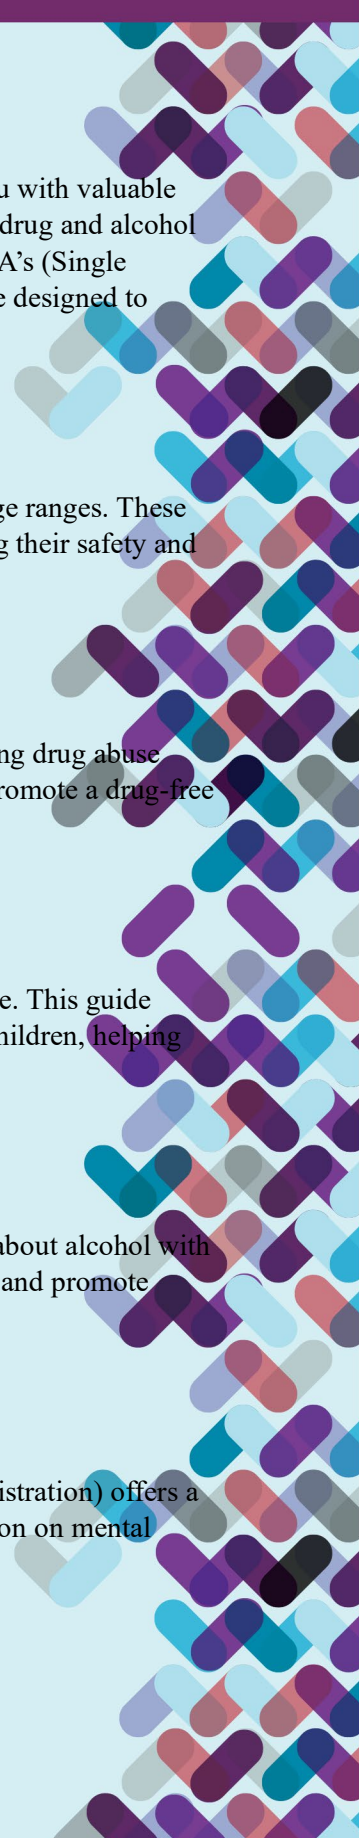 u with valuable
drug and alcohol
A's (Single
e designed to
ge ranges. These
g their safety and
ng drug abuse
romote a drug-free
e. This guide
hildren, helping
about alcohol with
and promote
istration) offers a
on on mental